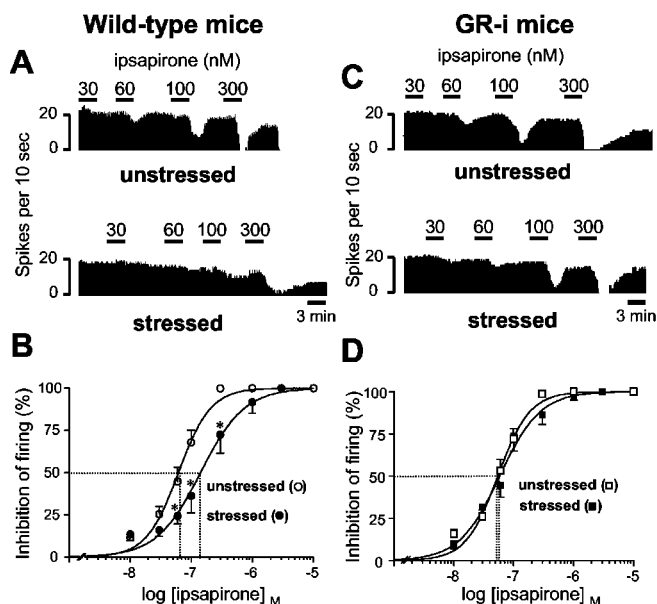 Wild-type mice
GR-i mice
A
ipsapirone (nM)
30 60 100 300
20
0
unstressed
30 60 100 300
20
0
stressed
3 min
Spikes per 10 sec
C
ipsapirone (nM)
30 60 100 300
20
0
unstressed
30 60 100 300
20
0
stressed
3 min
Spikes per 10 sec
B
Inhibition of firing (%)
100
75
50
25
0
* * *
unstressed (○)
stressed (●)
-8 -7 -6 -5
log [ipsapirone] M
D
Inhibition of firing (%)
100
75
50
25
0
unstressed (□)
stressed (■)
-8 -7 -6 -5
log [ipsapirone] M